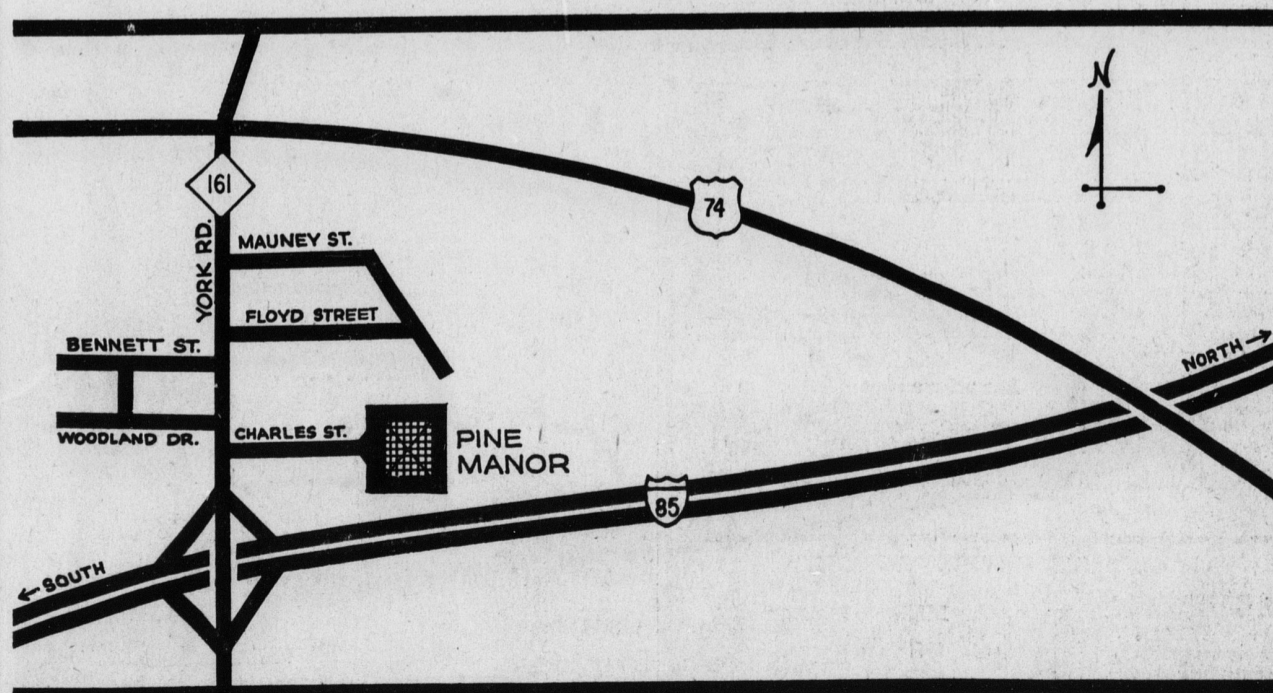 N
161
74
YORK RD.
MAUNEY ST.
FLOYD STREET
BENNETT ST.
NORTH →
WOODLAND DR.
CHARLES ST.
PINE
MANOR
85
← SOUTH